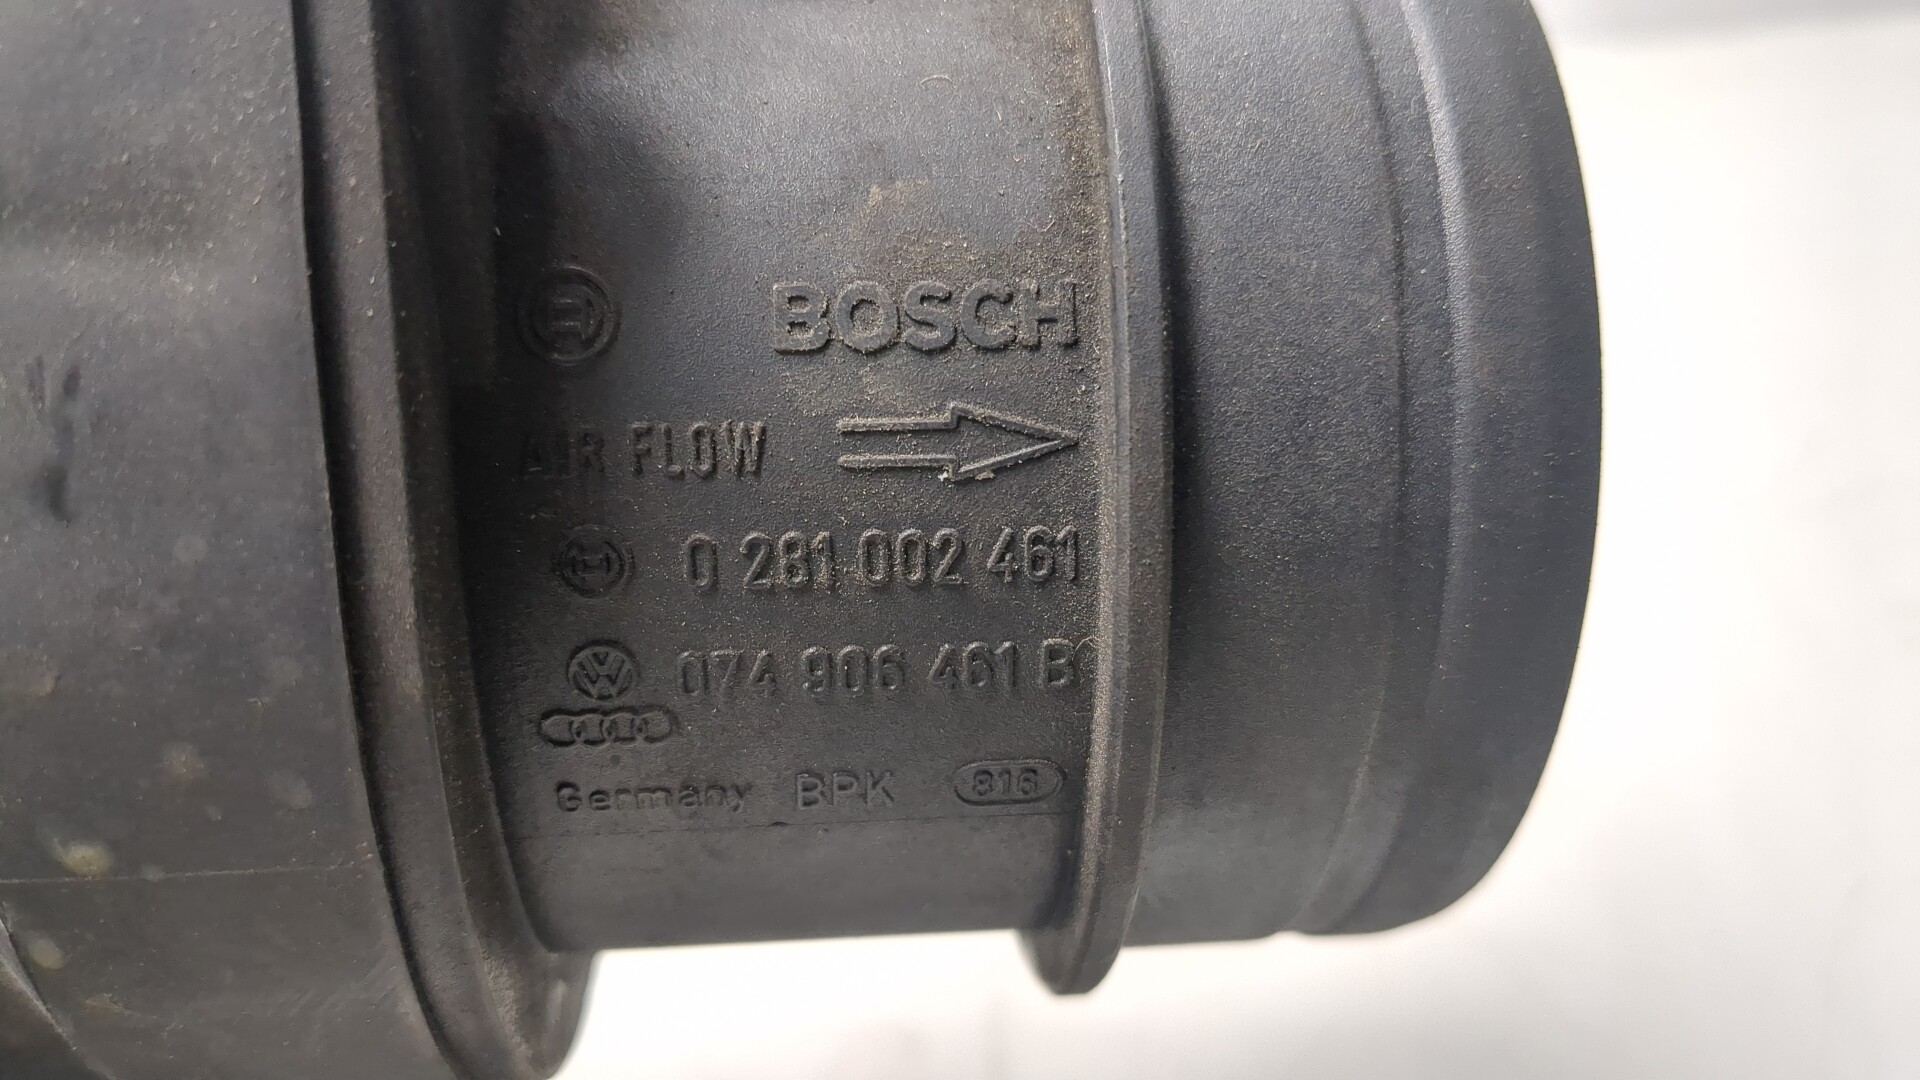 BOSCH
AIR FLOW
0 281 002 461
074 906 461 B
Germany BPK 816